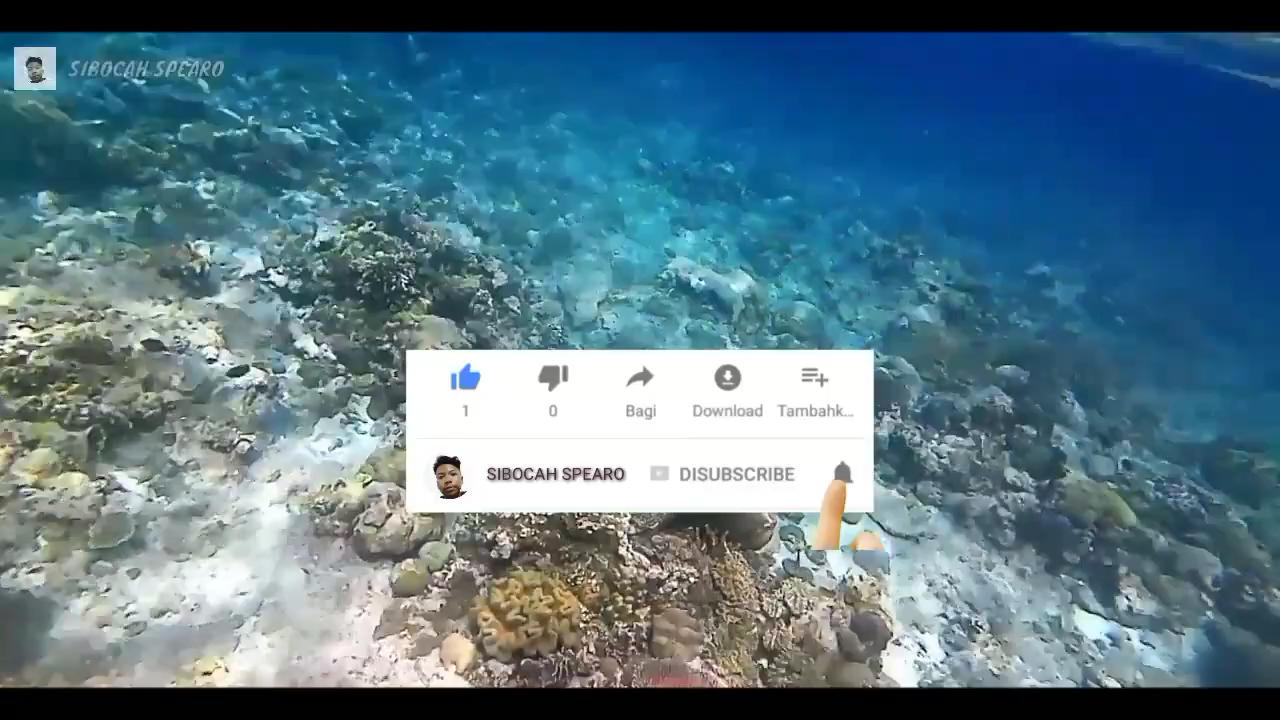 SIBOCAH SPEARO
1 0 Bagi Download Tambahk...
SIBOCAH SPEARO DISUBSCRIBE